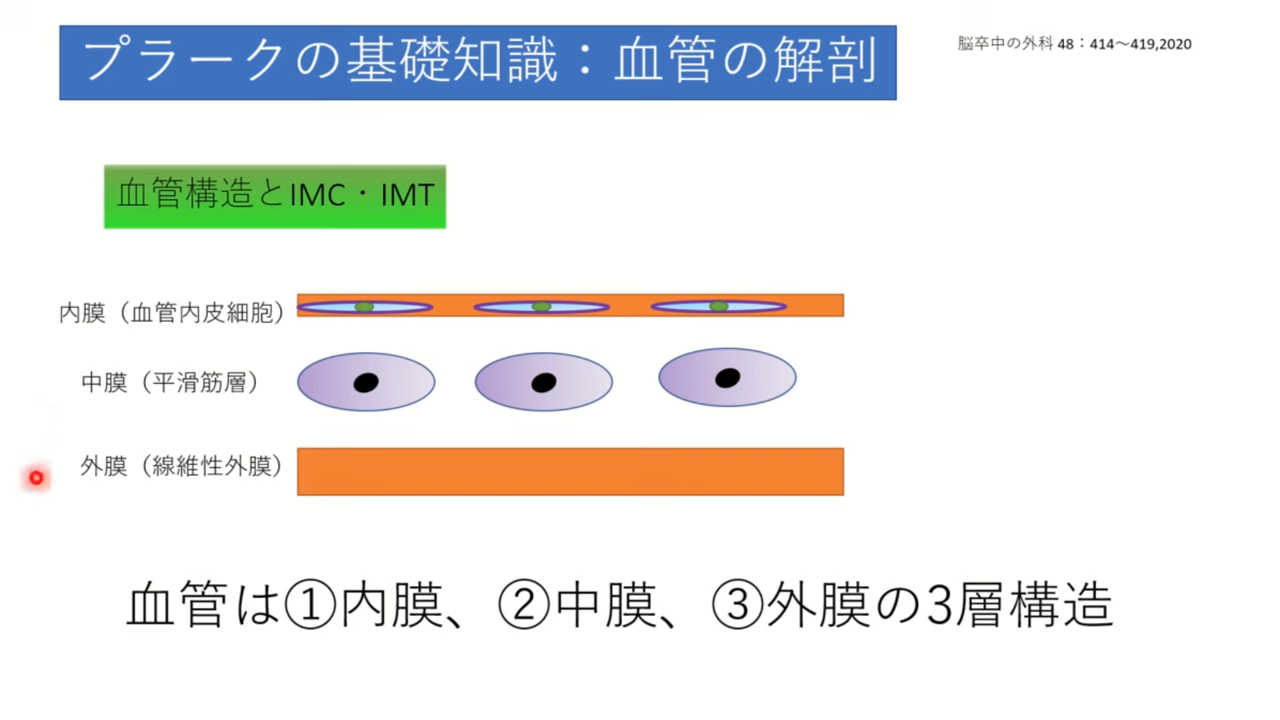 プラークの基礎知識：血管の解剖
脳卒中の外科 48：414～419,2020
血管構造とIMC・IMT
内膜（血管内皮細胞）
中膜（平滑筋層）
外膜（線維性外膜）
血管は①内膜、②中膜、③外膜の3層構造